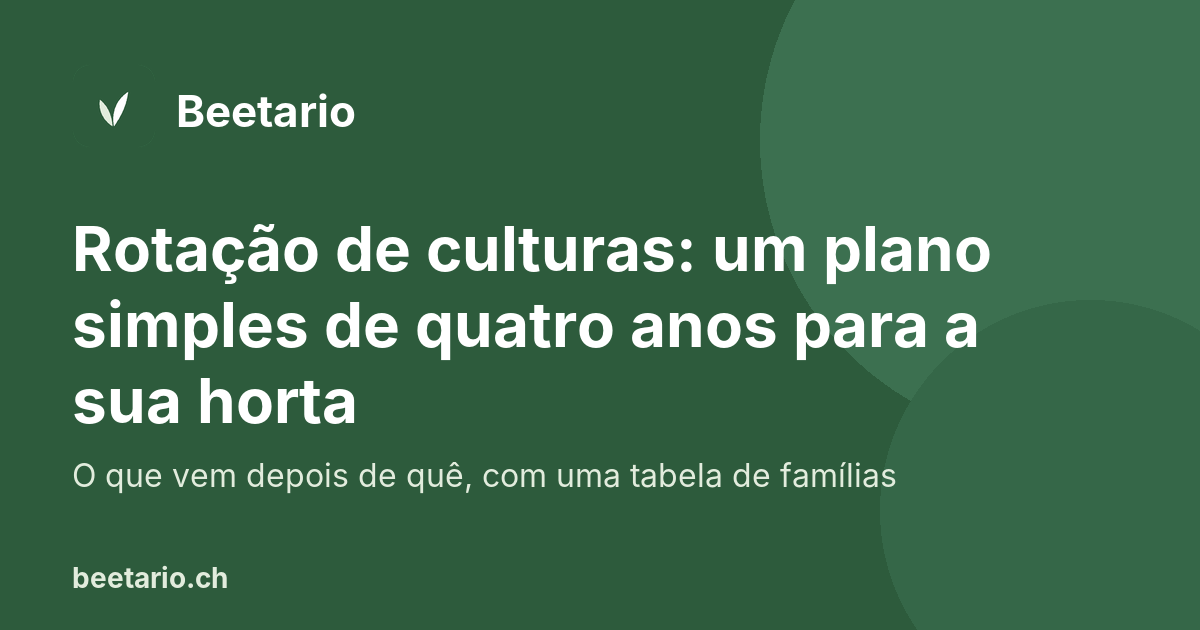 Beetario
Rotação de culturas: um plano
simples de quatro anos para a
sua horta
O que vem depois de quê, com uma tabela de famílias
beetario.ch